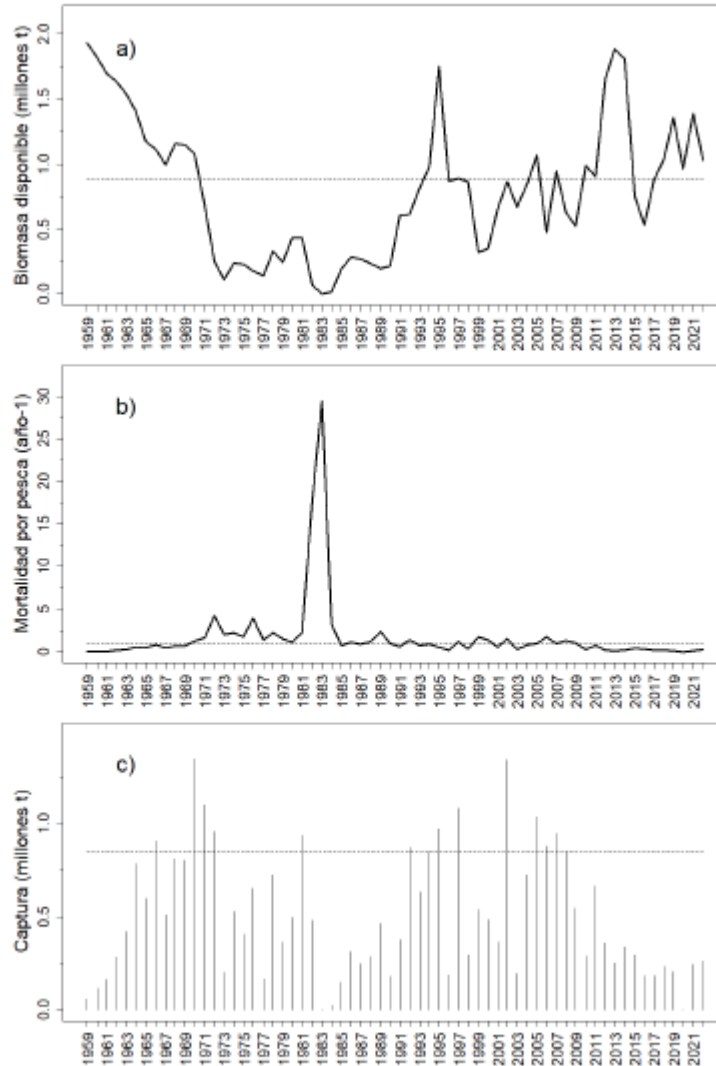 a)
Biomasa disponible (millones t)
2.0
1.5
1.0
0.5
0.0
1959 1961 1963 1965 1967 1969 1971 1973 1975 1977 1979 1981 1983 1985 1987 1989 1991 1993 1995 1997 1999 2001 2003 2005 2007 2009 2011 2013 2015 2017 2019 2021
b)
Mortalidad por pesca (año-1)
30
25
20
15
10
5
0
1959 1961 1963 1965 1967 1969 1971 1973 1975 1977 1979 1981 1983 1985 1987 1989 1991 1993 1995 1997 1999 2001 2003 2005 2007 2009 2011 2013 2015 2017 2019 2021
c)
Captura (millones t)
1.0
0.5
0.0
1959 1961 1963 1965 1967 1969 1971 1973 1975 1977 1979 1981 1983 1985 1987 1989 1991 1993 1995 1997 1999 2001 2003 2005 2007 2009 2011 2013 2015 2017 2019 2021